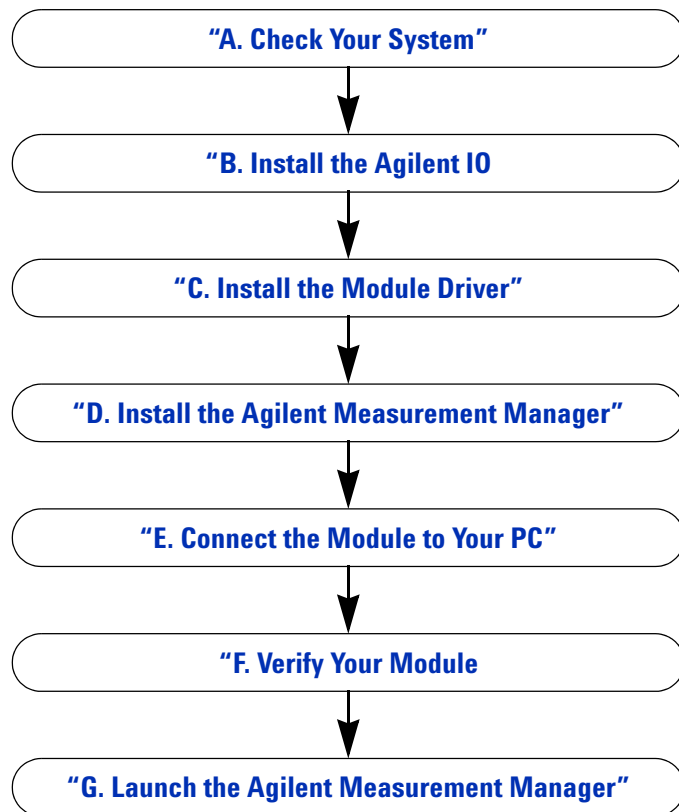 “A. Check Your System”
“B. Install the Agilent IO
“C. Install the Module Driver”
“D. Install the Agilent Measurement Manager”
“E. Connect the Module to Your PC”
“F. Verify Your Module
“G. Launch the Agilent Measurement Manager”